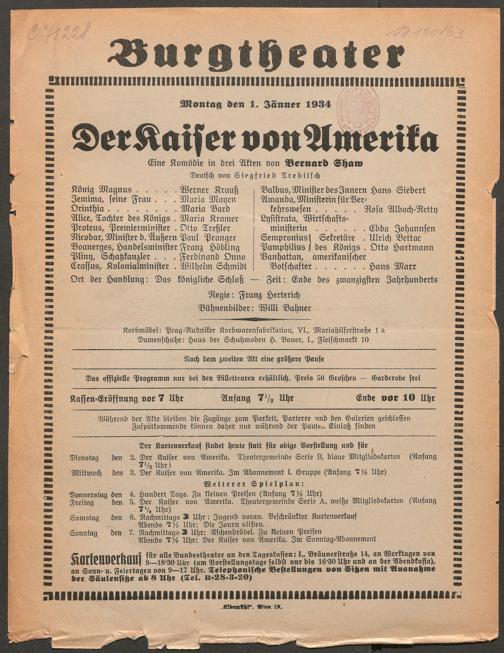 Burgtheater
Montag den 1. Jänner 1934
Der Kaiser von Amerika
Eine Komödie in drei Akten von Bernard Shaw
Deutsch von Siegfried Trebitsch
König Magnus . . . . . Werner Krauß
Jemima, seine Frau . . . Maria Mayen
Orinthia . . . . . . . . Maria Bard
Alice, Tochter des Königs . Maria Kramer
Proteus, Premierminister . Otto Treßler
Nicobar, Minister d. Äußern Paul Pranger
Boanerges, Handelsminister Franz Höbling
Pliny, Schatzkanzler . . . Ferdinand Onno
Crassus, Kolonialminister . Wilhelm Schmidt
Balbus, Minister des Innern Hans Siebert
Amanda, Ministerin für Ver-
kehrswesen . . . . . Rosa Albach-Retty
Lysistrata, Wirtschafts-
ministerin . . . . . Ebba Johannsen
Sempronius } Sekretäre . Ulrich Bettac
Pamphilius } des Königs . Otto Hartmann
Vanhattan, amerikanischer
Botschafter . . . . . Hans Marr
Ort der Handlung: Das königliche Schloß — Zeit: Ende des zwanzigsten Jahrhunderts
Regie: Franz Herterich
Bühnenbilder: Willi Bahner
Korbmöbel: Prag-Rudniker Korbwarenfabrikation, VI., Mariahilferstraße 1 a
Damenschuhe: Haus der Schuhmoden H. Bauer, I., Fleischmarkt 10
Nach dem zweiten Akt eine größere Pause
Das offizielle Programm nur bei den Billetteuren erhältlich. Preis 50 Groschen — Garderobe frei
Kassen-Eröffnung vor 7 Uhr Anfang 7½ Uhr Ende vor 10 Uhr
Während der Akte bleiben die Zugänge zum Parkett, Parterre und den Galerien geschlossen
Zuspätkommende können daher nur während der Pausen Einlaß finden
Der Kartenverkauf findet heute statt für obige Vorstellung und für
Dienstag den 2. Der Kaiser von Amerika. Theatergemeinde Serie B, blaue Mitgliedskarten (Anfang
7½ Uhr)
Mittwoch den 3. Der Kaiser von Amerika. Im Abonnement I. Gruppe (Anfang 7½ Uhr)
Weiterer Spielplan:
Donnerstag den 4. Hundert Tage. Zu kleinen Preisen (Anfang 7½ Uhr)
Freitag den 5. Der Kaiser von Amerika. Theatergemeinde Serie A, weiße Mitgliedskarten (Anfang
7½ Uhr)
Samstag den 6. Nachmittags 3 Uhr: Jugend voran. Beschränkter Kartenverkauf
Abends 7½ Uhr: Die Journalisten.
Sonntag den 7. Nachmittags 3 Uhr: Aschenbrödel. Zu kleinen Preisen
Abends 7½ Uhr: Der Kaiser von Amerika. Im Sonntag-Abonnement
Kartenverkauf für alle Bundestheater an den Tageskassen: I., Bräunerstraße 14, an Werktagen von
9—18'30 Uhr (am Vorstellungstage selbst nur bis 16'30 Uhr und an der Abendkassa),
an Sonn- u. Feiertagen von 9—17 Uhr. Telephonische Bestellungen von Sitzen mit Ausnahme
der Säulensitze ab 8 Uhr (Tel. R-28-3-20)
„Elbemühl", Wien IX.